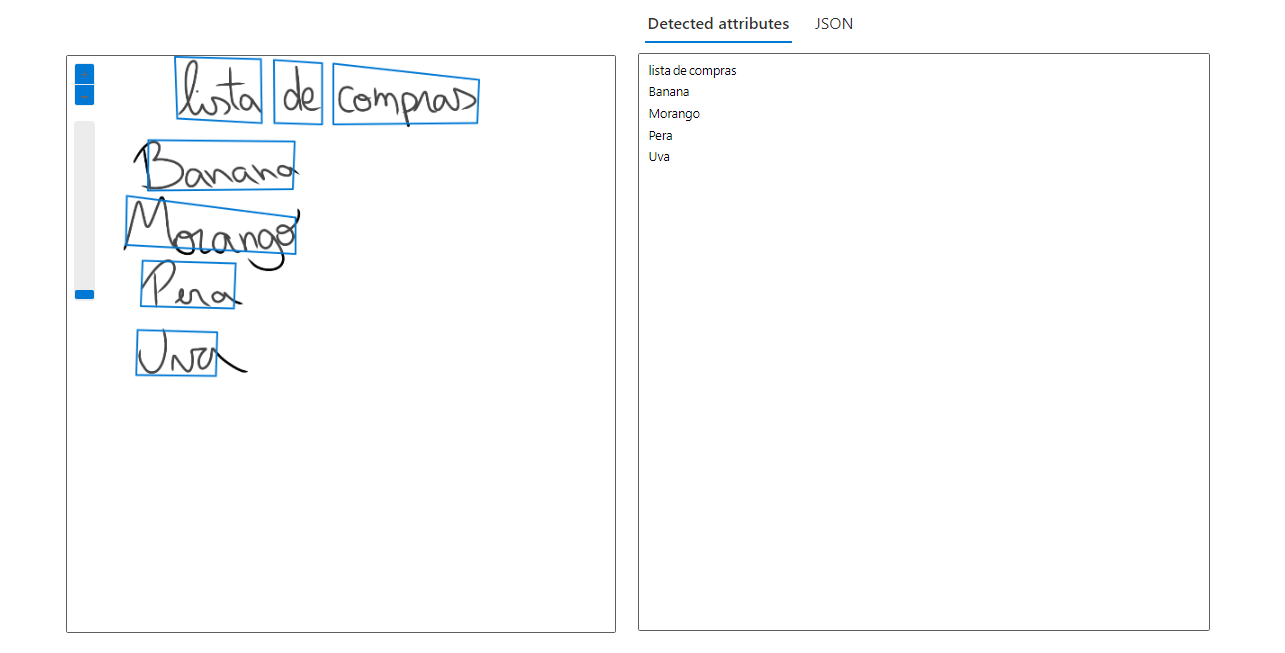 Detected attributes JSON
lista de compras
Banana
Morango
Pera
Uva
lista de compras
Banana
Morango
Pera
Uva